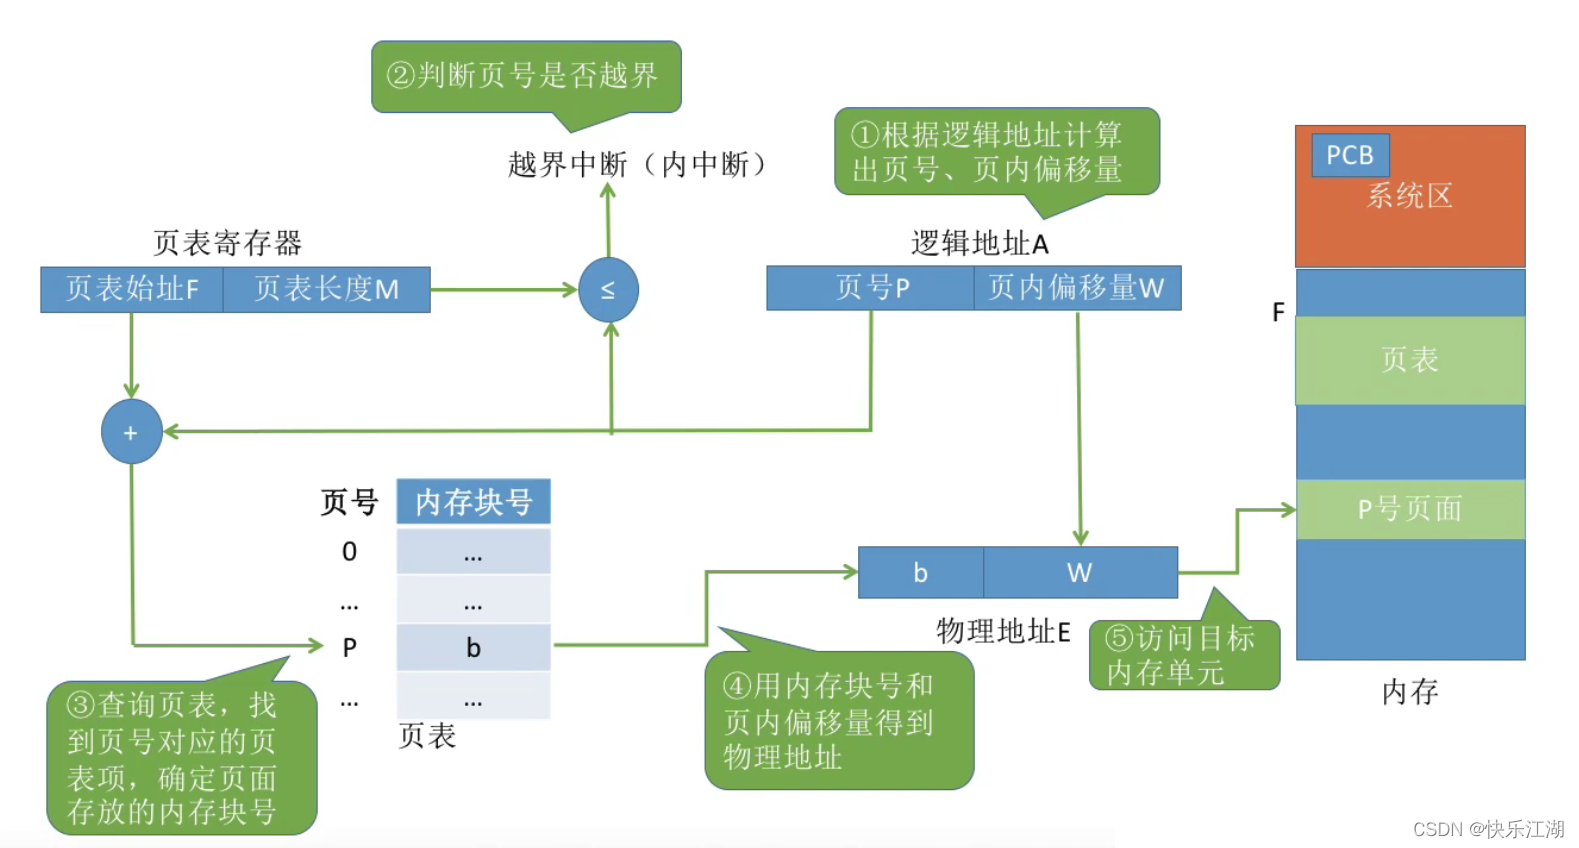 ②判断页号是否越界
越界中断（内中断）
①根据逻辑地址计算
出页号、页内偏移量
PCB
系统区
页表寄存器
页表始址F
页表长度M
≤
逻辑地址A
页号P
页内偏移量W
F
页表
+
页号
内存块号
0
...
...
...
P
b
...
...
页表
b
W
物理地址E
P号页面
内存
③查询页表，找
到页号对应的页
表项，确定页面
存放的内存块号
④用内存块号和
页内偏移量得到
物理地址
⑤访问目标
内存单元
CSDN @快乐江湖